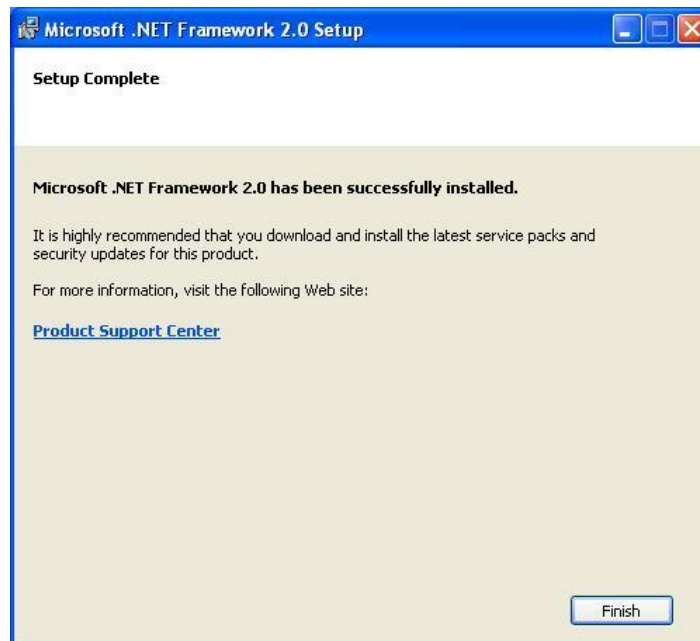 Microsoft .NET Framework 2.0 Setup
Setup Complete
Microsoft .NET Framework 2.0 has been successfully installed.
It is highly recommended that you download and install the latest service packs and
security updates for this product.
For more information, visit the following Web site:
Product Support Center
Finish